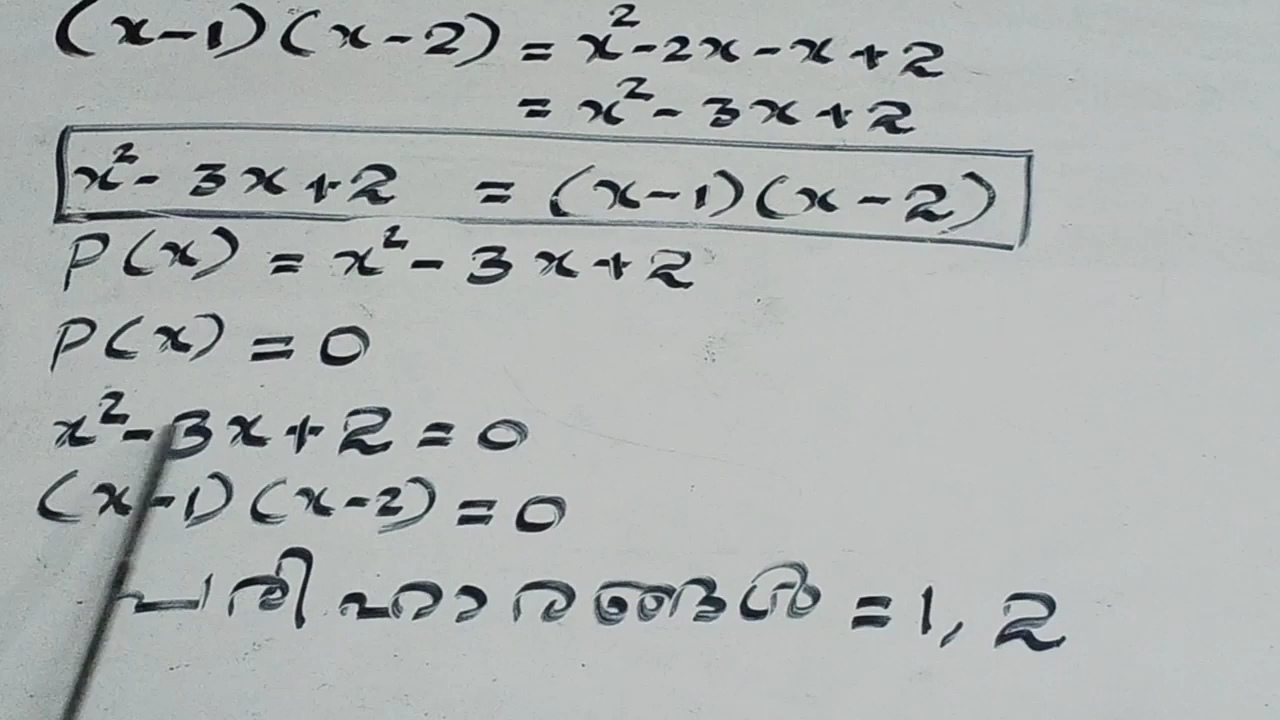 (x-1)(x-2) = x²-2x-x+2
= x²-3x+2
x²-3x+2 = (x-1)(x-2)
P(x) = x²-3x+2
P(x) = 0
x²-3x+2=0
(x-1)(x-2)=0
പരിഹാരങ്ങൾ = 1, 2